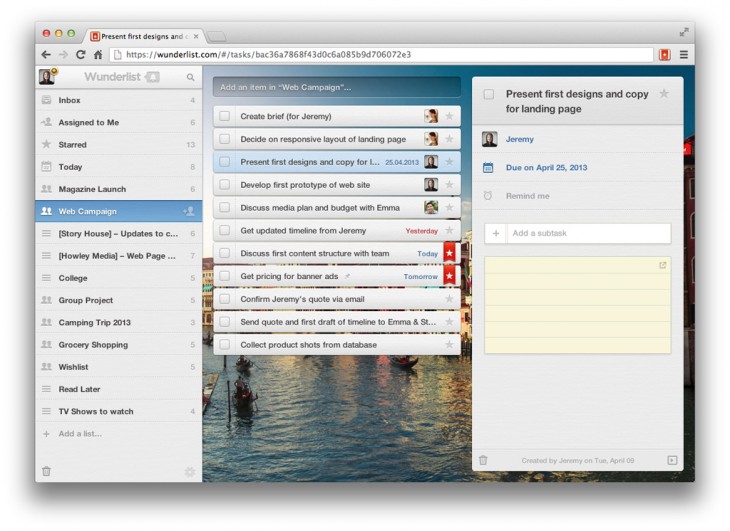 Present first designs and c
https://wunderlist.com/#/tasks/bac36a7868f43d0c6a085b9d706072e3
Wunderlist
Inbox 4
Assigned to Me 6
Starred 13
Today 8
Magazine Launch 6
Web Campaign
[Story House] – Updates to c... 6
[Howley Media] – Web Page ... 7
College 5
Group Project 5
Camping Trip 2013 3
Grocery Shopping 5
Wishlist 5
Read Later
TV Shows to watch 4
Add a list...
Add an item in "Web Campaign"...
Create brief (for Jeremy)
Decide on responsive layout of landing page
Present first designs and copy for l... 25.04.2013
Develop first prototype of web site
Discuss media plan and budget with Emma
Get updated timeline from Jeremy Yesterday
Discuss first content structure with team Today
Get pricing for banner ads Tomorrow
Confirm Jeremy's quote via email
Send quote and first draft of timeline to Emma & St...
Collect product shots from database
Present first designs and copy
for landing page
Jeremy
Due on April 25, 2013
Remind me
Add a subtask
Created by Jeremy on Tue, April 09